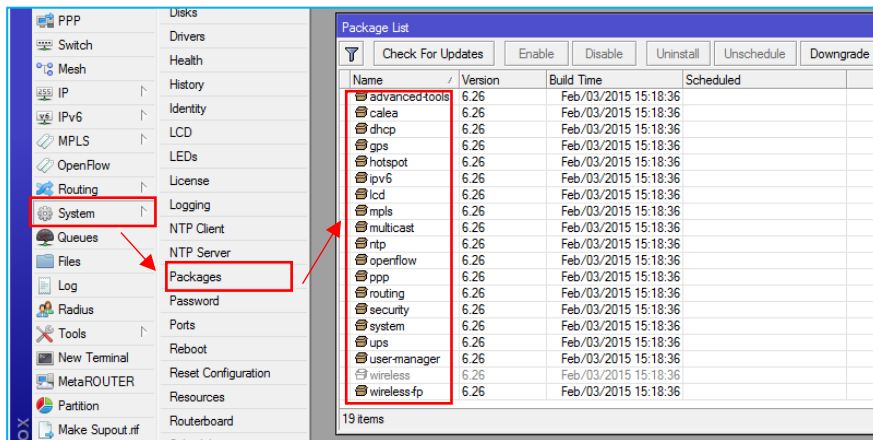 PPP
Switch
Mesh
IP
IPv6
MPLS
OpenFlow
Routing
System
Queues
Files
Log
Radius
Tools
New Terminal
MetaROUTER
Partition
Make Supout.rif
Disks
Drivers
Health
History
Identity
LCD
LEDs
License
Logging
NTP Client
NTP Server
Packages
Password
Ports
Reboot
Reset Configuration
Resources
Routerboard
Package List
Check For Updates Enable Disable Uninstall Unschedule Downgrade
Name Version Build Time Scheduled
advanced-tools 6.26 Feb/03/2015 15:18:36
calea 6.26 Feb/03/2015 15:18:36
dhcp 6.26 Feb/03/2015 15:18:36
gps 6.26 Feb/03/2015 15:18:36
hotspot 6.26 Feb/03/2015 15:18:36
ipv6 6.26 Feb/03/2015 15:18:36
lcd 6.26 Feb/03/2015 15:18:36
mpls 6.26 Feb/03/2015 15:18:36
multicast 6.26 Feb/03/2015 15:18:36
ntp 6.26 Feb/03/2015 15:18:36
openflow 6.26 Feb/03/2015 15:18:36
ppp 6.26 Feb/03/2015 15:18:36
routing 6.26 Feb/03/2015 15:18:36
security 6.26 Feb/03/2015 15:18:36
system 6.26 Feb/03/2015 15:18:36
ups 6.26 Feb/03/2015 15:18:36
user-manager 6.26 Feb/03/2015 15:18:36
wireless 6.26 Feb/03/2015 15:18:36
wireless-fp 6.26 Feb/03/2015 15:18:36
19 items